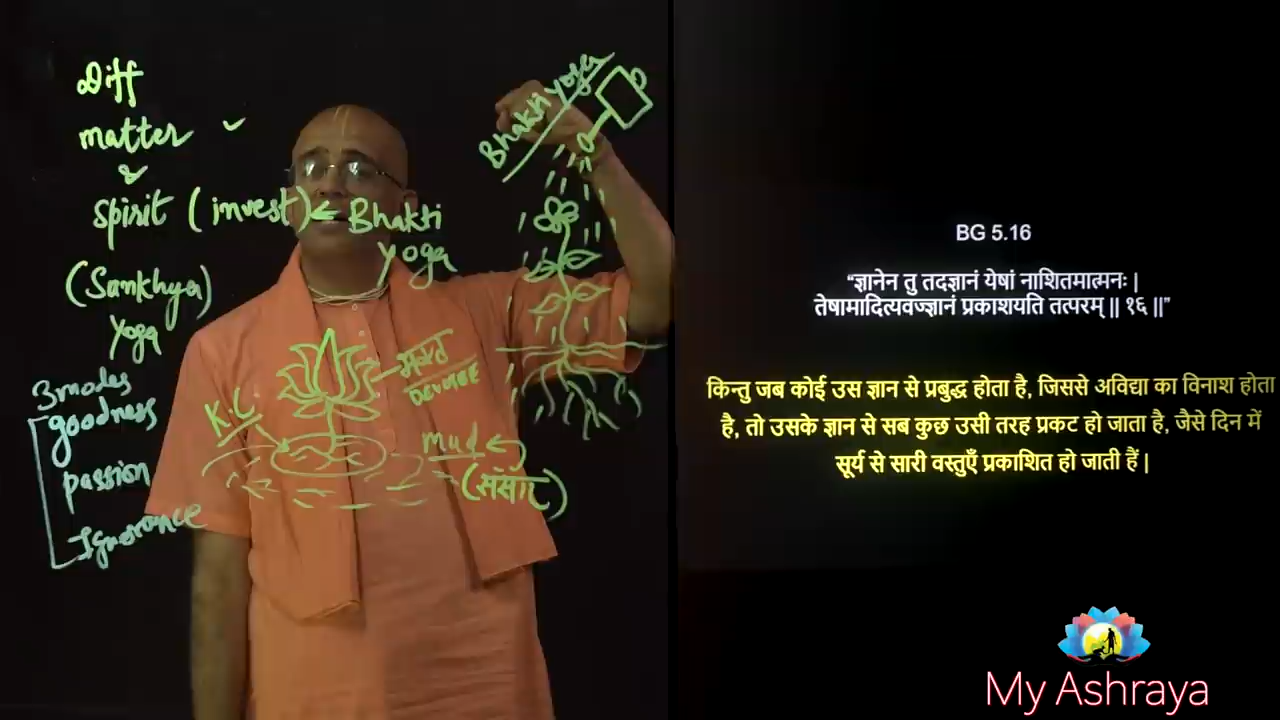 Diff
matter ✓
&
spirit (invest) ← Bhakti
yoga
(Sankhya)
yoga
3 modes
goodness
passion
Ignorance
K.C
भक्त
DEVOTEE
mud
(संसार)
Bhakti yoga
BG 5.16
“ज्ञानेन तु तदज्ञानं येषां नाशितमात्मनः |
तेषामादित्यवज्ज्ञानं प्रकाशयति तत्परम् || १६ ||”
किन्तु जब कोई उस ज्ञान से प्रबुद्ध होता है, जिससे अविद्या का विनाश होता
है, तो उसके ज्ञान से सब कुछ उसी तरह प्रकट हो जाता है, जैसे दिन में
सूर्य से सारी वस्तुएँ प्रकाशित हो जाती हैं |
My Ashraya